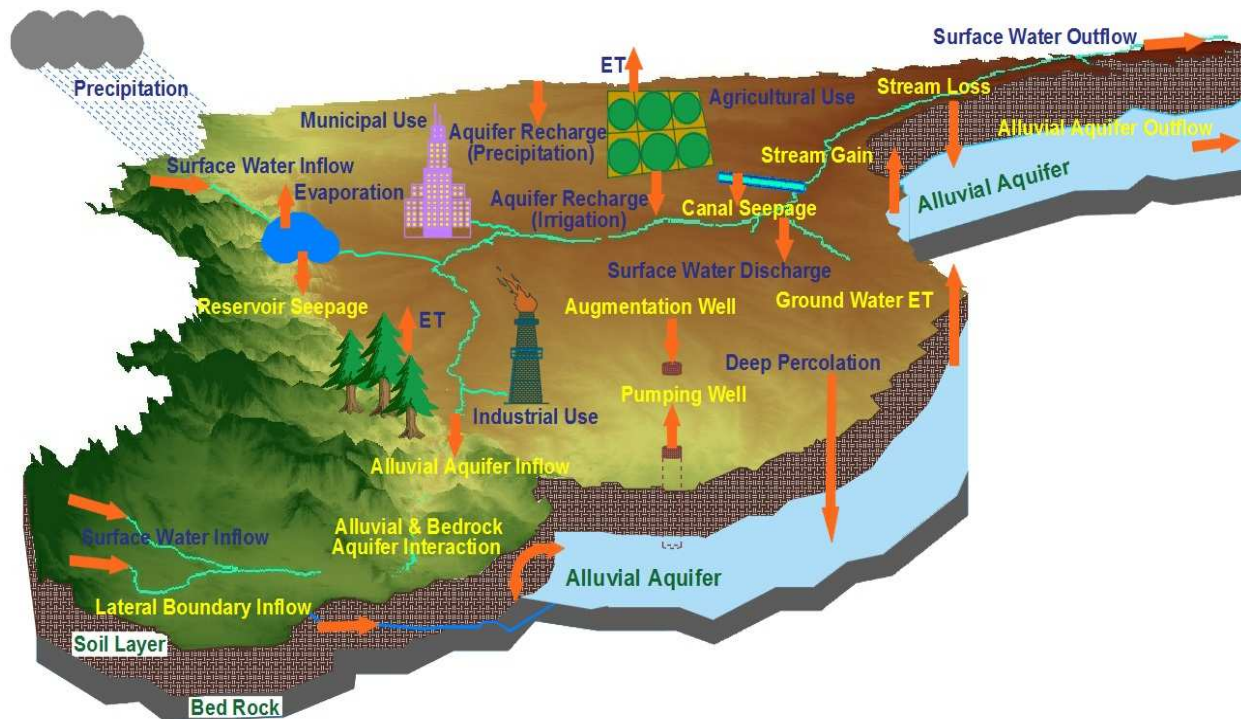 Surface Water Outflow
ET
Precipitation
Stream Loss
Agricultural Use
Municipal Use
Aquifer Recharge
(Precipitation)
Alluvial Aquifer Outflow
Stream Gain
Surface Water Inflow
Alluvial Aquifer
Evaporation
Aquifer Recharge
(Irrigation)
Canal Seepage
Surface Water Discharge
Reservoir Seepage
Augmentation Well
Ground Water ET
ET
Deep Percolation
Pumping Well
Industrial Use
Alluvial Aquifer Inflow
Alluvial & Bedrock
Aquifer Interaction
Surface Water Inflow
Alluvial Aquifer
Lateral Boundary Inflow
Soil Layer
Bed Rock